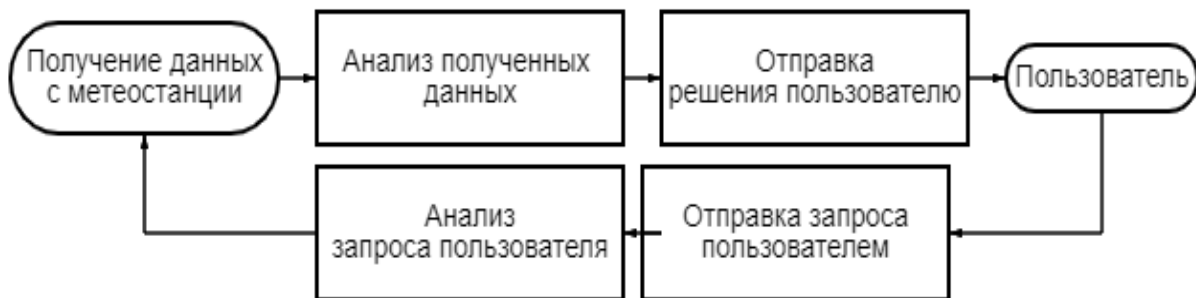 Получение данных
с метеостанции
Анализ полученных
данных
Отправка
решения пользователю
Пользователь
Анализ
запроса пользователя
Отправка запроса
пользователем